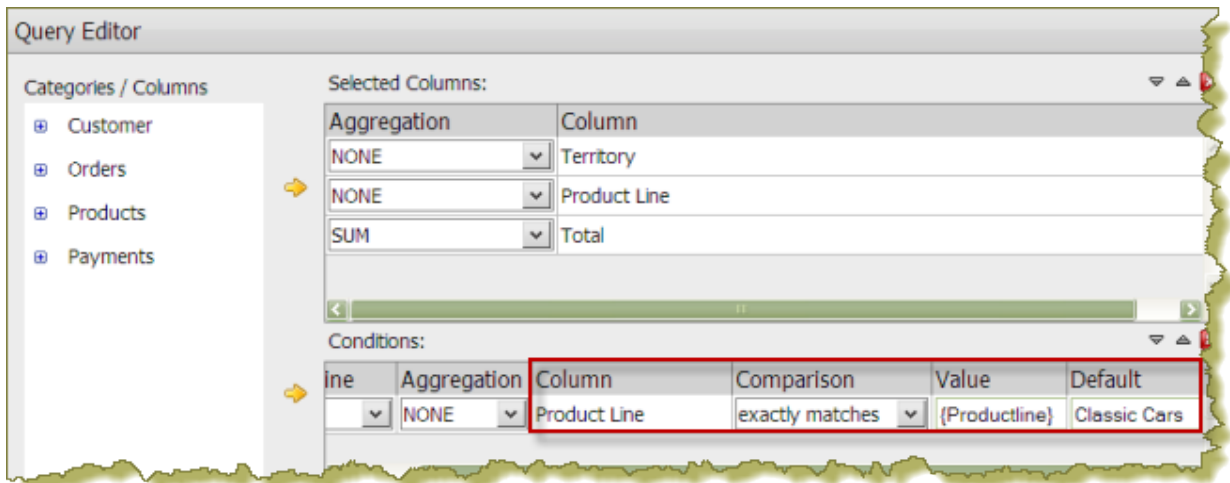 Query Editor
Categories / Columns
Customer
Orders
Products
Payments
Selected Columns:
Aggregation Column
NONE Territory
NONE Product Line
SUM Total
Conditions:
ine Aggregation Column Comparison Value Default
NONE Product Line exactly matches {Productline} Classic Cars